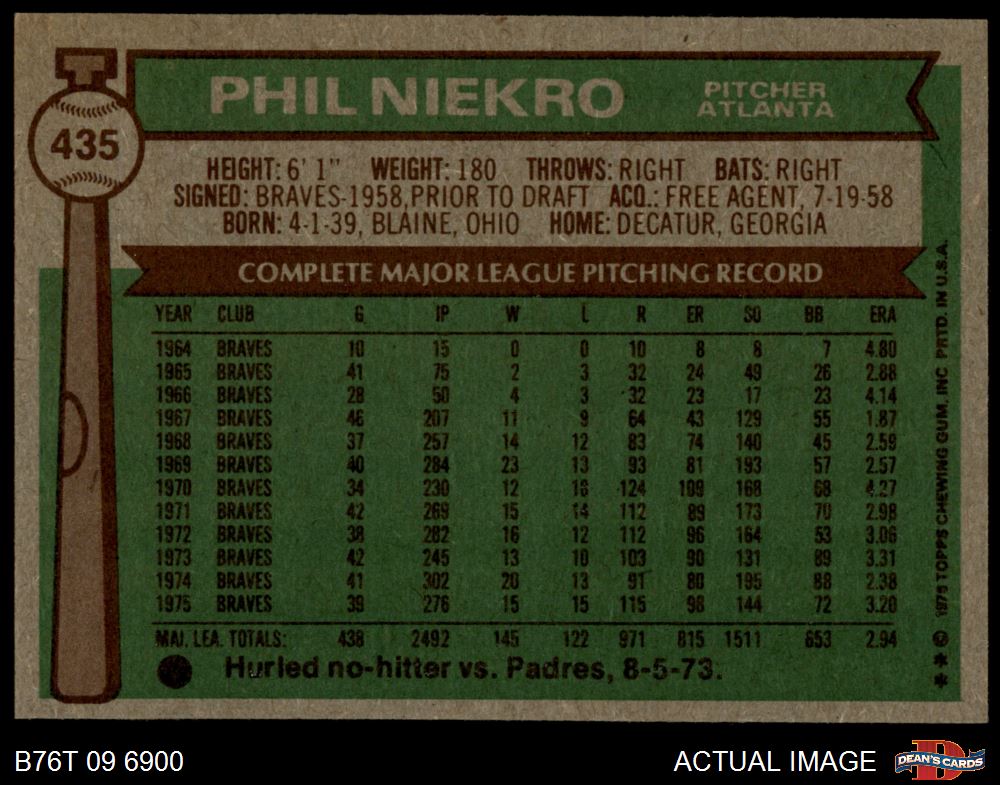 PHIL NIEKRO
PITCHER
ATLANTA
435
HEIGHT: 6' 1" WEIGHT: 180 THROWS: RIGHT BATS: RIGHT
SIGNED: BRAVES-1958, PRIOR TO DRAFT ACQ.: FREE AGENT, 7-19-58
BORN: 4-1-39, BLAINE, OHIO HOME: DECATUR, GEORGIA
COMPLETE MAJOR LEAGUE PITCHING RECORD
YEAR CLUB G IP W L R ER SO BB ERA
1964 BRAVES 10 15 0 0 10 8 8 7 4.80
1965 BRAVES 41 75 2 3 32 24 49 26 2.88
1966 BRAVES 28 50 4 3 32 23 17 23 4.14
1967 BRAVES 46 207 11 9 64 43 129 55 1.87
1968 BRAVES 37 257 14 12 83 74 140 45 2.59
1969 BRAVES 40 284 23 13 93 81 193 57 2.57
1970 BRAVES 34 230 12 18 124 109 168 68 4.27
1971 BRAVES 42 269 15 14 112 89 173 70 2.98
1972 BRAVES 38 282 16 12 112 96 164 53 3.06
1973 BRAVES 42 245 13 10 103 90 131 89 3.31
1974 BRAVES 41 302 20 13 91 80 195 88 2.38
1975 BRAVES 39 276 15 15 115 98 144 72 3.20
MAJ. LEA. TOTALS: 438 2492 145 122 971 815 1511 653 2.94
Hurled no-hitter vs. Padres, 8-5-73.
* * © 1976 TOPPS CHEWING GUM, INC PRTD. IN U.S.A.
B76T 09 6900
ACTUAL IMAGE
D
DEAN'S CARDS